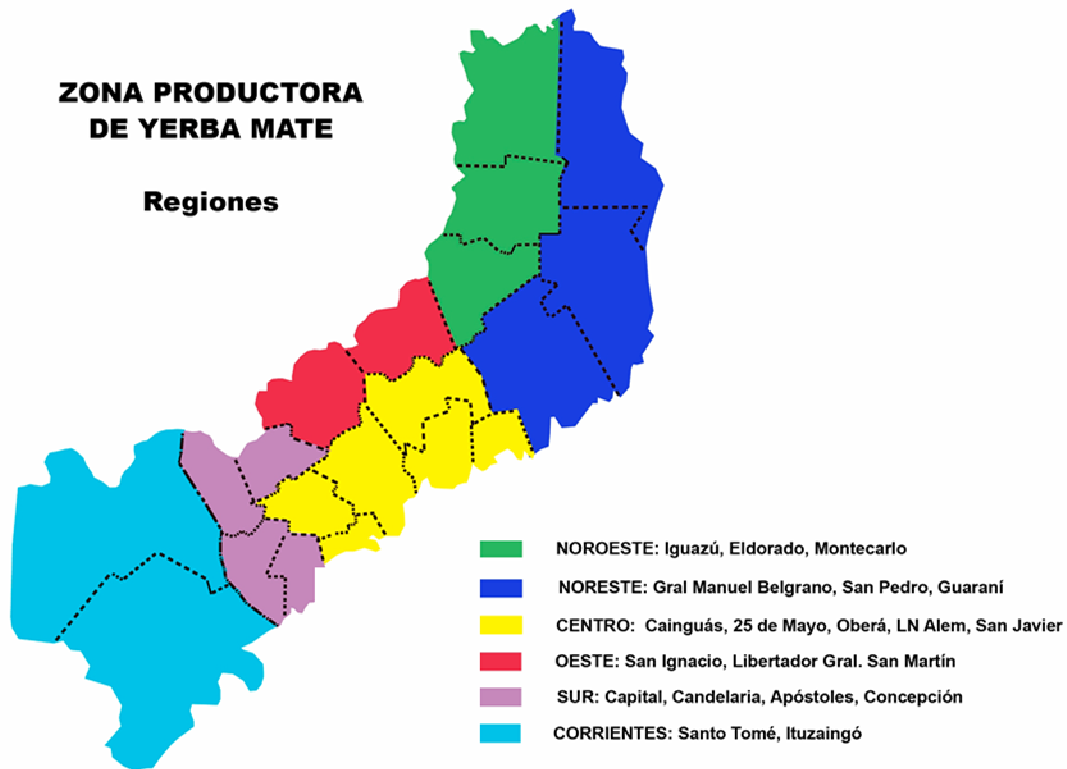 ZONA PRODUCTORA
DE YERBA MATE
Regiones
NOROESTE: Iguazú, Eldorado, Montecarlo
NORESTE: Gral Manuel Belgrano, San Pedro, Guaraní
CENTRO: Cainguás, 25 de Mayo, Oberá, LN Alem, San Javier
OESTE: San Ignacio, Libertador Gral. San Martín
SUR: Capital, Candelaria, Apóstoles, Concepción
CORRIENTES: Santo Tomé, Ituzaingó